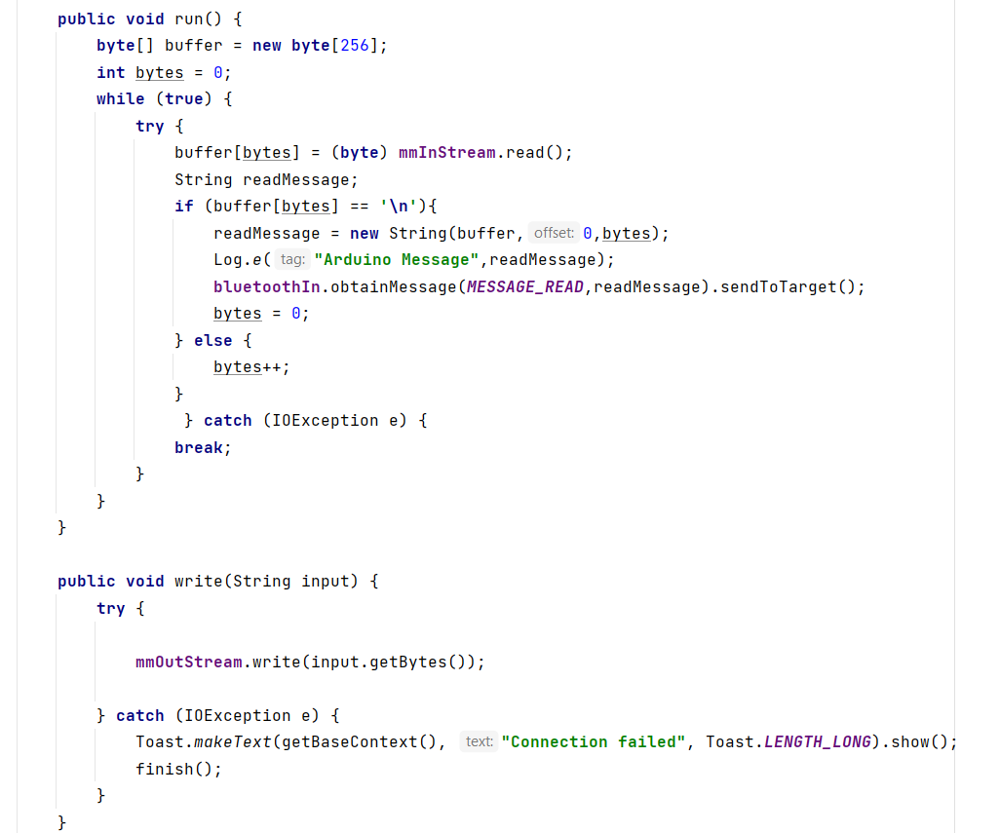 public void run() {
    byte[] buffer = new byte[256];
    int bytes = 0;
    while (true) {
        try {
            buffer[bytes] = (byte) mmInStream.read();
            String readMessage;
            if (buffer[bytes] == '\n'){
                readMessage = new String(buffer, offset: 0,bytes);
                Log.e( tag: "Arduino Message",readMessage);
                bluetoothIn.obtainMessage(MESSAGE_READ,readMessage).sendToTarget();
                bytes = 0;
            } else {
                bytes++;
            }
             } catch (IOException e) {
            break;
        }
    }
}

public void write(String input) {
    try {

        mmOutStream.write(input.getBytes());

    } catch (IOException e) {
        Toast.makeText(getBaseContext(), text: "Connection failed", Toast.LENGTH_LONG).show();
        finish();
    }
}